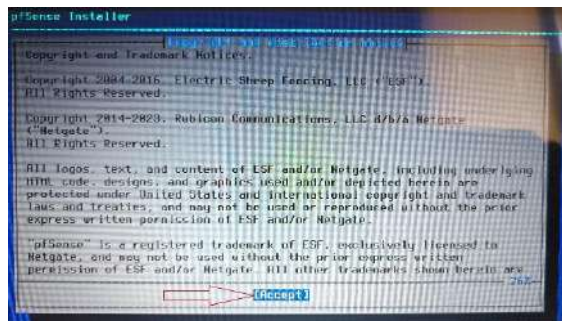 pfSense Installer
Copyright and Trademark Notices.
Copyright 2004-2016. Electric Sheep Fencing, LLC ("ESF").
All Rights Reserved.
Copyright 2014-2023. Rubicon Communications, LLC d/b/a Netgate
("Netgate").
All Rights Reserved.
All logos, text, and content of ESF and/or Netgate, including underlying
HTML code, designs, and graphics used and/or depicted herein are
protected under United States and international copyright and trademark
laws and treaties, and may not be used or reproduced without the prior
express written permission of ESF and/or Netgate.
"pfSense" is a registered trademark of ESF, exclusively licensed to
Netgate, and may not be used without the prior express written
permission of ESF and/or Netgate. All other trademarks shown herein are
26%
[Accept]